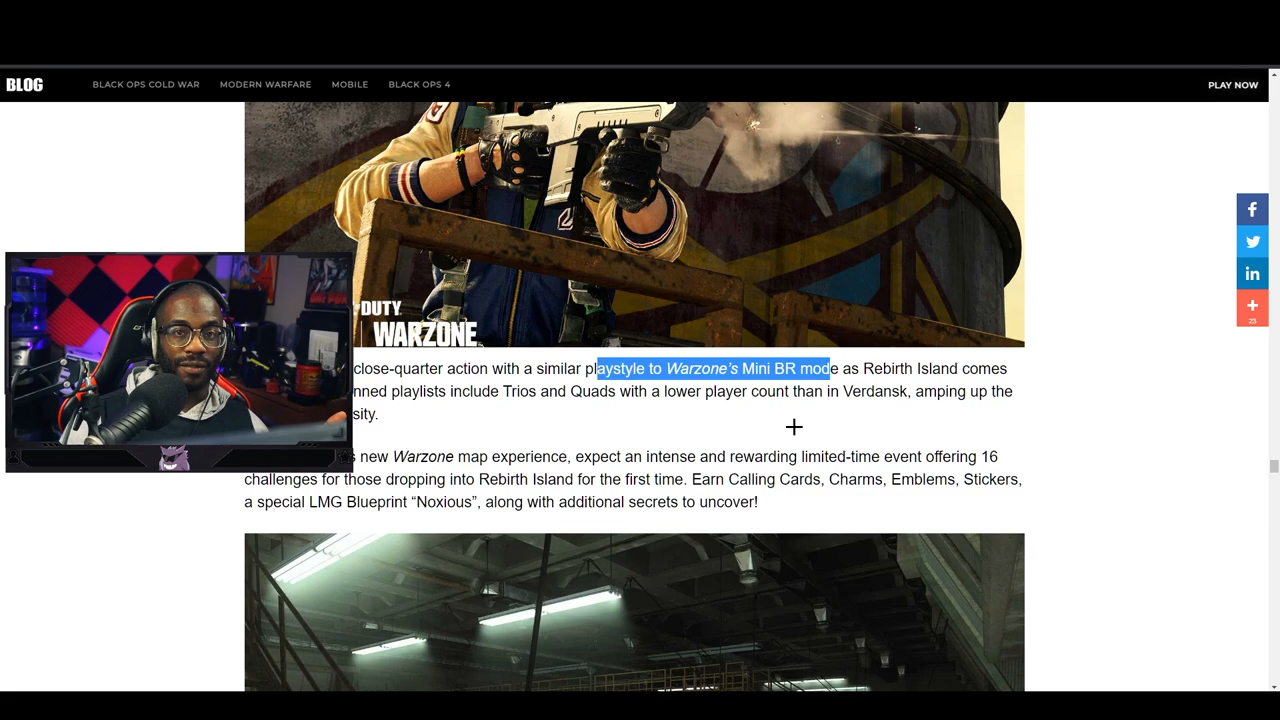 BLOG
BLACK OPS COLD WAR
MODERN WARFARE
MOBILE
BLACK OPS 4
PLAY NOW
DUTY
WARZONE
close-quarter action with a similar playstyle to Warzone's Mini BR mode as Rebirth Island comes
playlists include Trios and Quads with a lower player count than in Verdansk, amping up the
new Warzone map experience, expect an intense and rewarding limited-time event offering 16
challenges for those dropping into Rebirth Island for the first time. Earn Calling Cards, Charms, Emblems, Stickers,
a special LMG Blueprint “Noxious”, along with additional secrets to uncover!
23